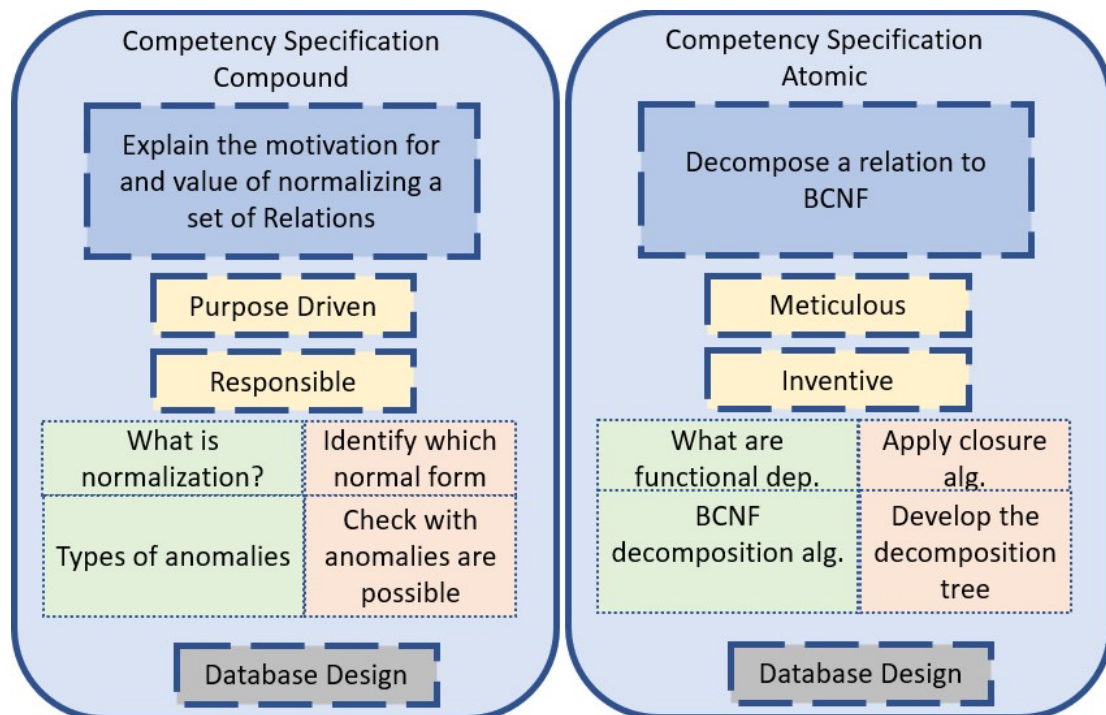 Competency Specification
Compound
Explain the motivation for
and value of normalizing a
set of Relations
Purpose Driven
Responsible
What is
normalization?
Identify which
normal form
Types of anomalies
Check with
anomalies are
possible
Database Design
Competency Specification
Atomic
Decompose a relation to
BCNF
Meticulous
Inventive
What are
functional dep.
Apply closure
alg.
BCNF
decomposition alg.
Develop the
decomposition
tree
Database Design